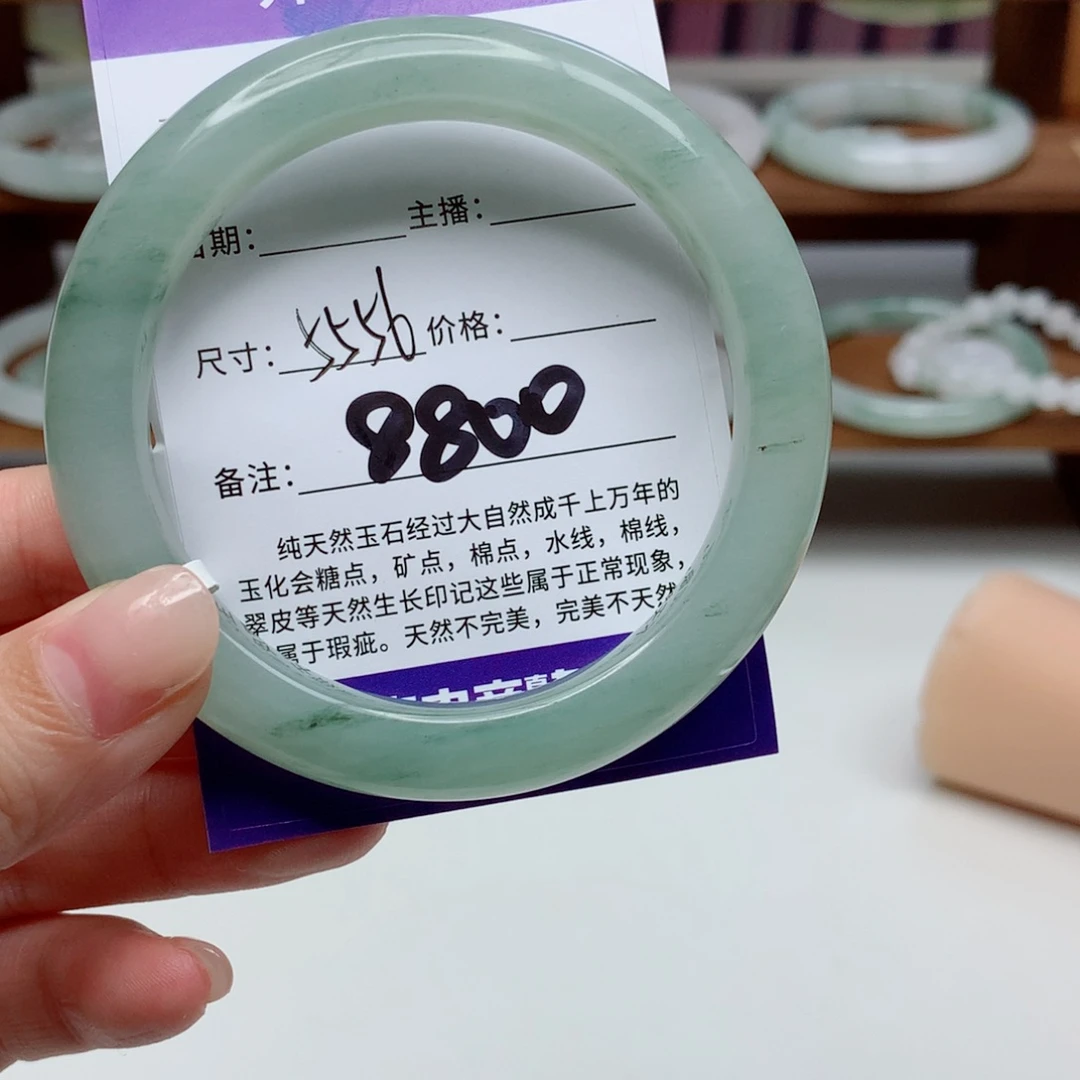 日期： 主播：
尺寸：5556 价格：
8800
备注：
纯天然玉石经过大自然成千上万年的
玉化会糖点，矿点，棉点，水线，棉线，
翠皮等天然生长印记这些属于正常现象，
属于瑕疵。天然不完美，完美不天然